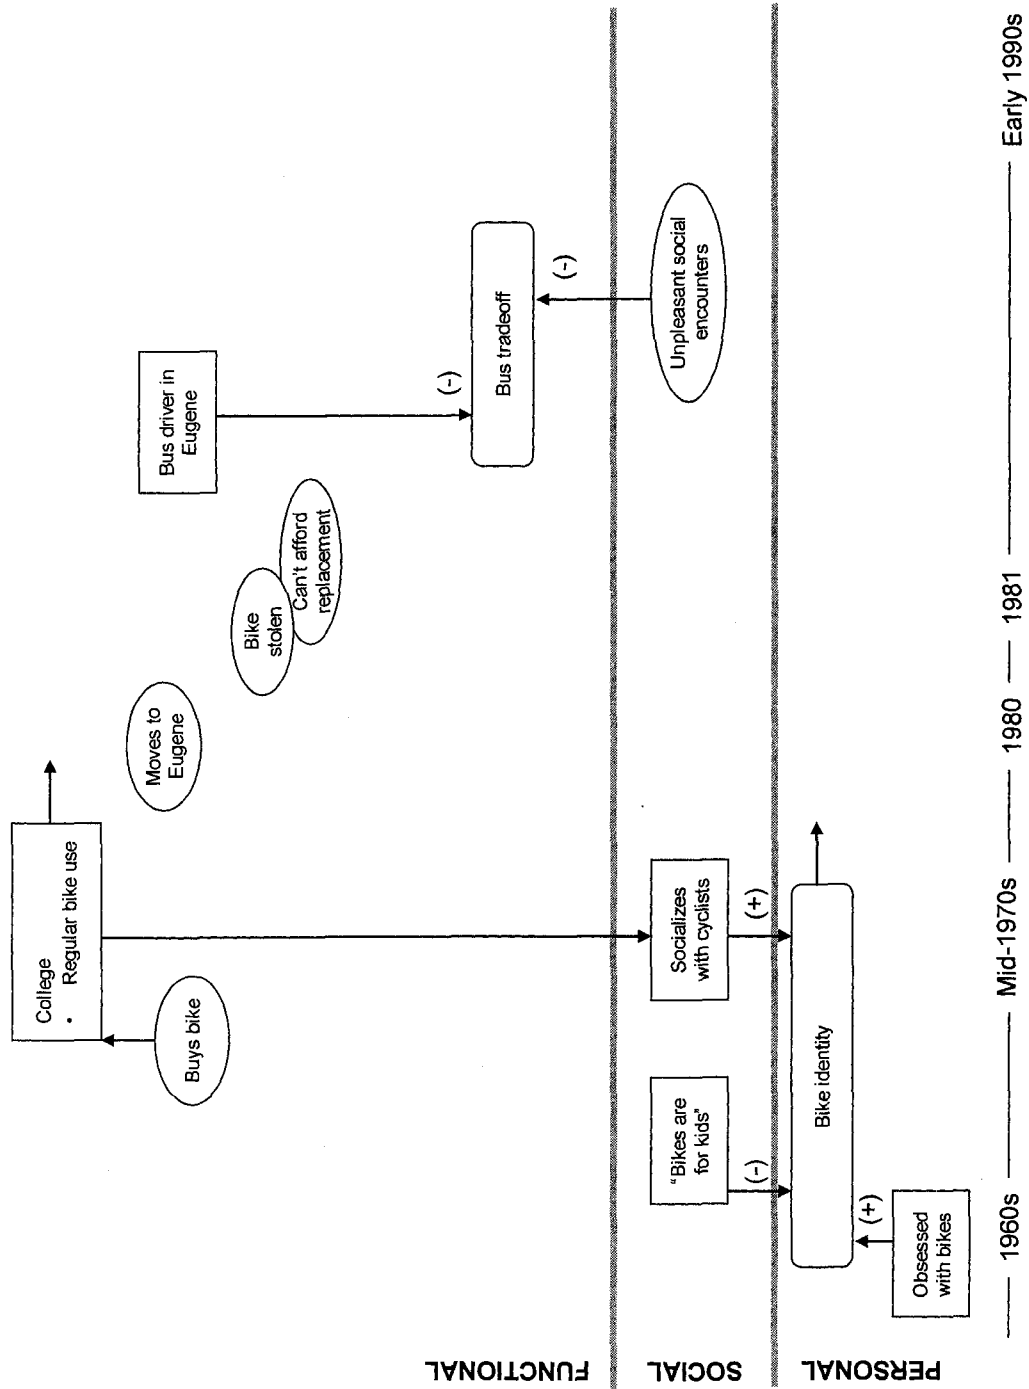 FUNCTIONAL
College
• Regular bike use
Buys bike
Moves to
Eugene
Bike
stolen
Can't afford
replacement
Bus driver in
Eugene
(-)
Bus tradeoff
(-)
SOCIAL
"Bikes are
for kids"
(-)
Socializes
with cyclists
(+)
Unpleasant social
encounters
PERSONAL
Bike identity
(+)
Obsessed
with bikes
1960s
Mid-1970s
1980
1981
Early 1990s